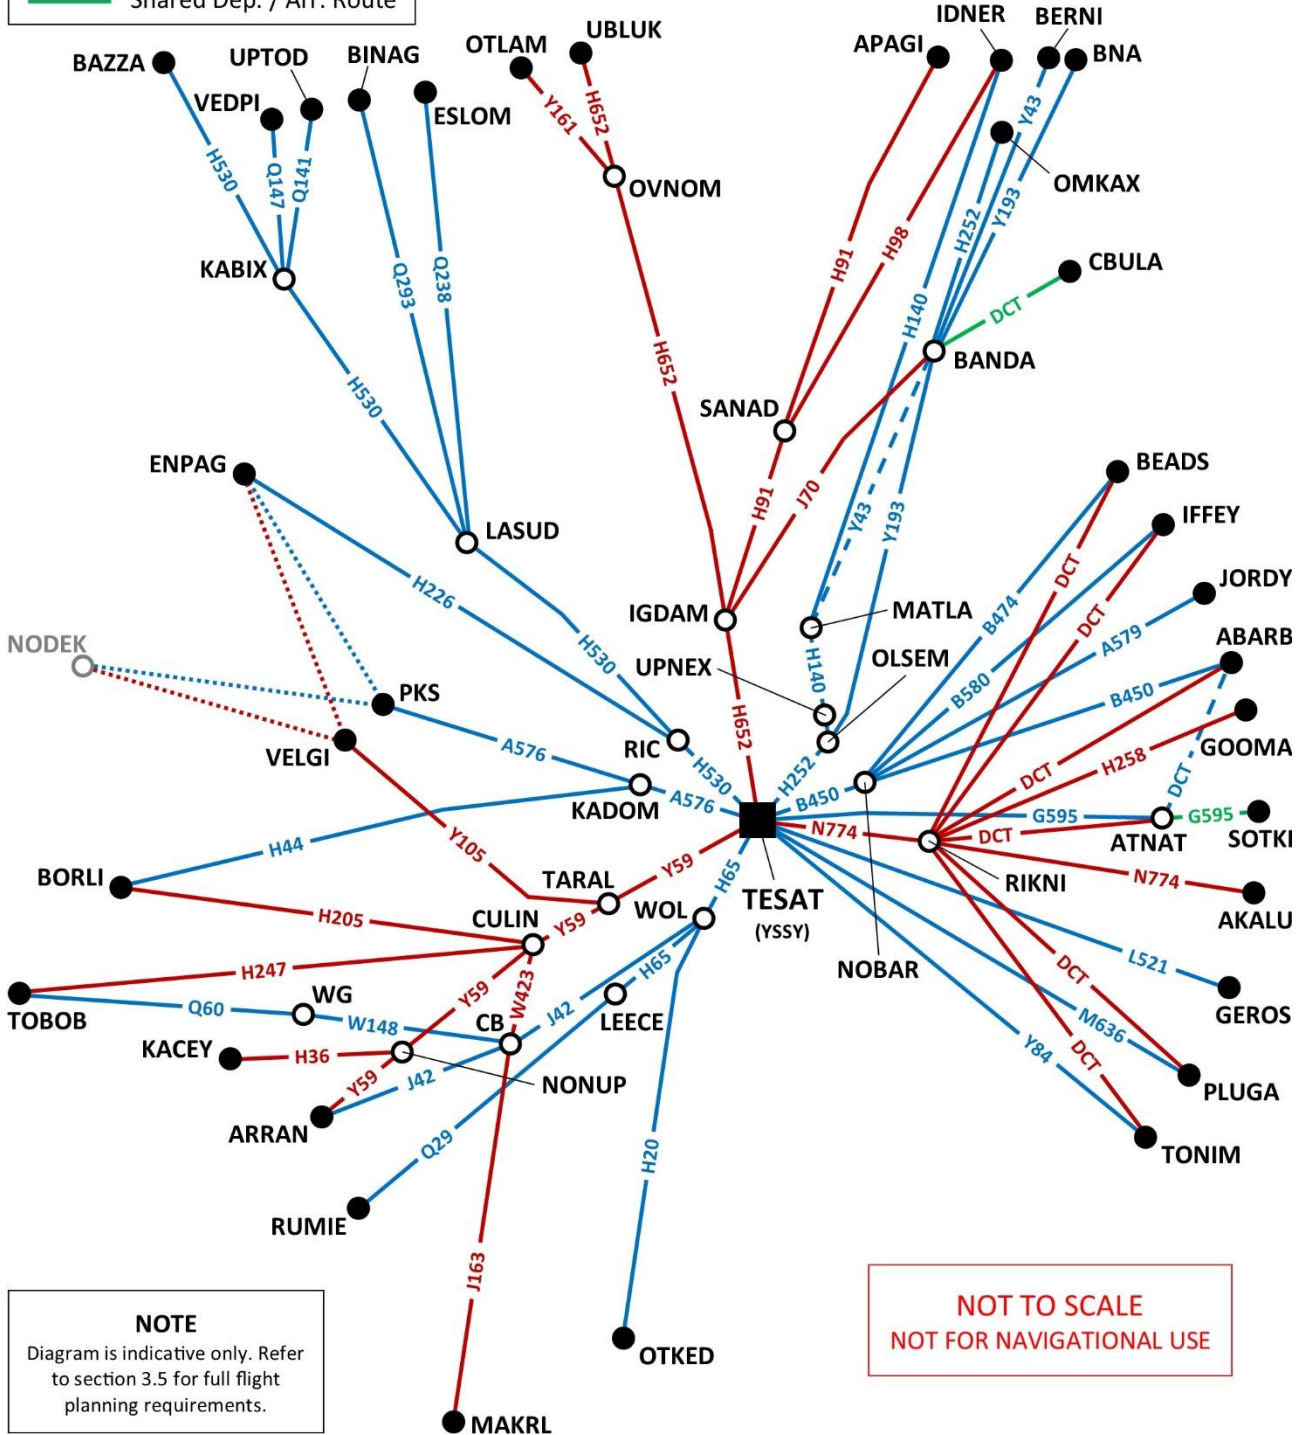 Shared Dep. / Arr. Route
IDNER
BERNI
UBLUK
OTLAM
APAGI
BNA
BAZZA
UPTOD
BINAG
VEDPI
ESLOM
Y161
H652
Y43
OVNOM
OMKAX
H530
Q147
Q141
H252
Y193
H98
H91
KABIX
Q293
Q238
CBULA
DCT
H140
BANDA
H652
H530
SANAD
ENPAG
BEADS
J70
H91
Y43
Y193
IFFEY
LASUD
DCT
JORDY
H226
IGDAM
MATLA
B474
DCT
A579
ABARB
NODEK
H530
UPNEX
H140
OLSEM
PKS
B580
B450
VELGI
A576
RIC
H652
GOOMA
H258
H530
H252
DCT
DCT
KADOM
A576
B450
G595
G595
SOTKI
ATNAT
H44
Y105
N774
DCT
BORLI
TARAL
Y59
H65
TESAT
(YSSY)
RIKNI
N774
AKALU
H205
CULIN
Y59
WOL
H247
NOBAR
L521
DCT
TOBOB
Q60
WG
Y59
W423
H65
W148
CB
J42
LEECE
GEROS
M636
KACEY
H36
Y84
DCT
Y59
J42
NONUP
PLUGA
ARRAN
Q29
H20
TONIM
RUMIE
J163
OTKED
MAKRL
NOTE
Diagram is indicative only. Refer
to section 3.5 for full flight
planning requirements.
NOT TO SCALE
NOT FOR NAVIGATIONAL USE